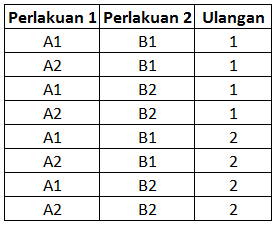 Perlakuan 1 Perlakuan 2 Ulangan
A1 B1 1
A2 B1 1
A1 B2 1
A2 B2 1
A1 B1 2
A2 B1 2
A1 B2 2
A2 B2 2